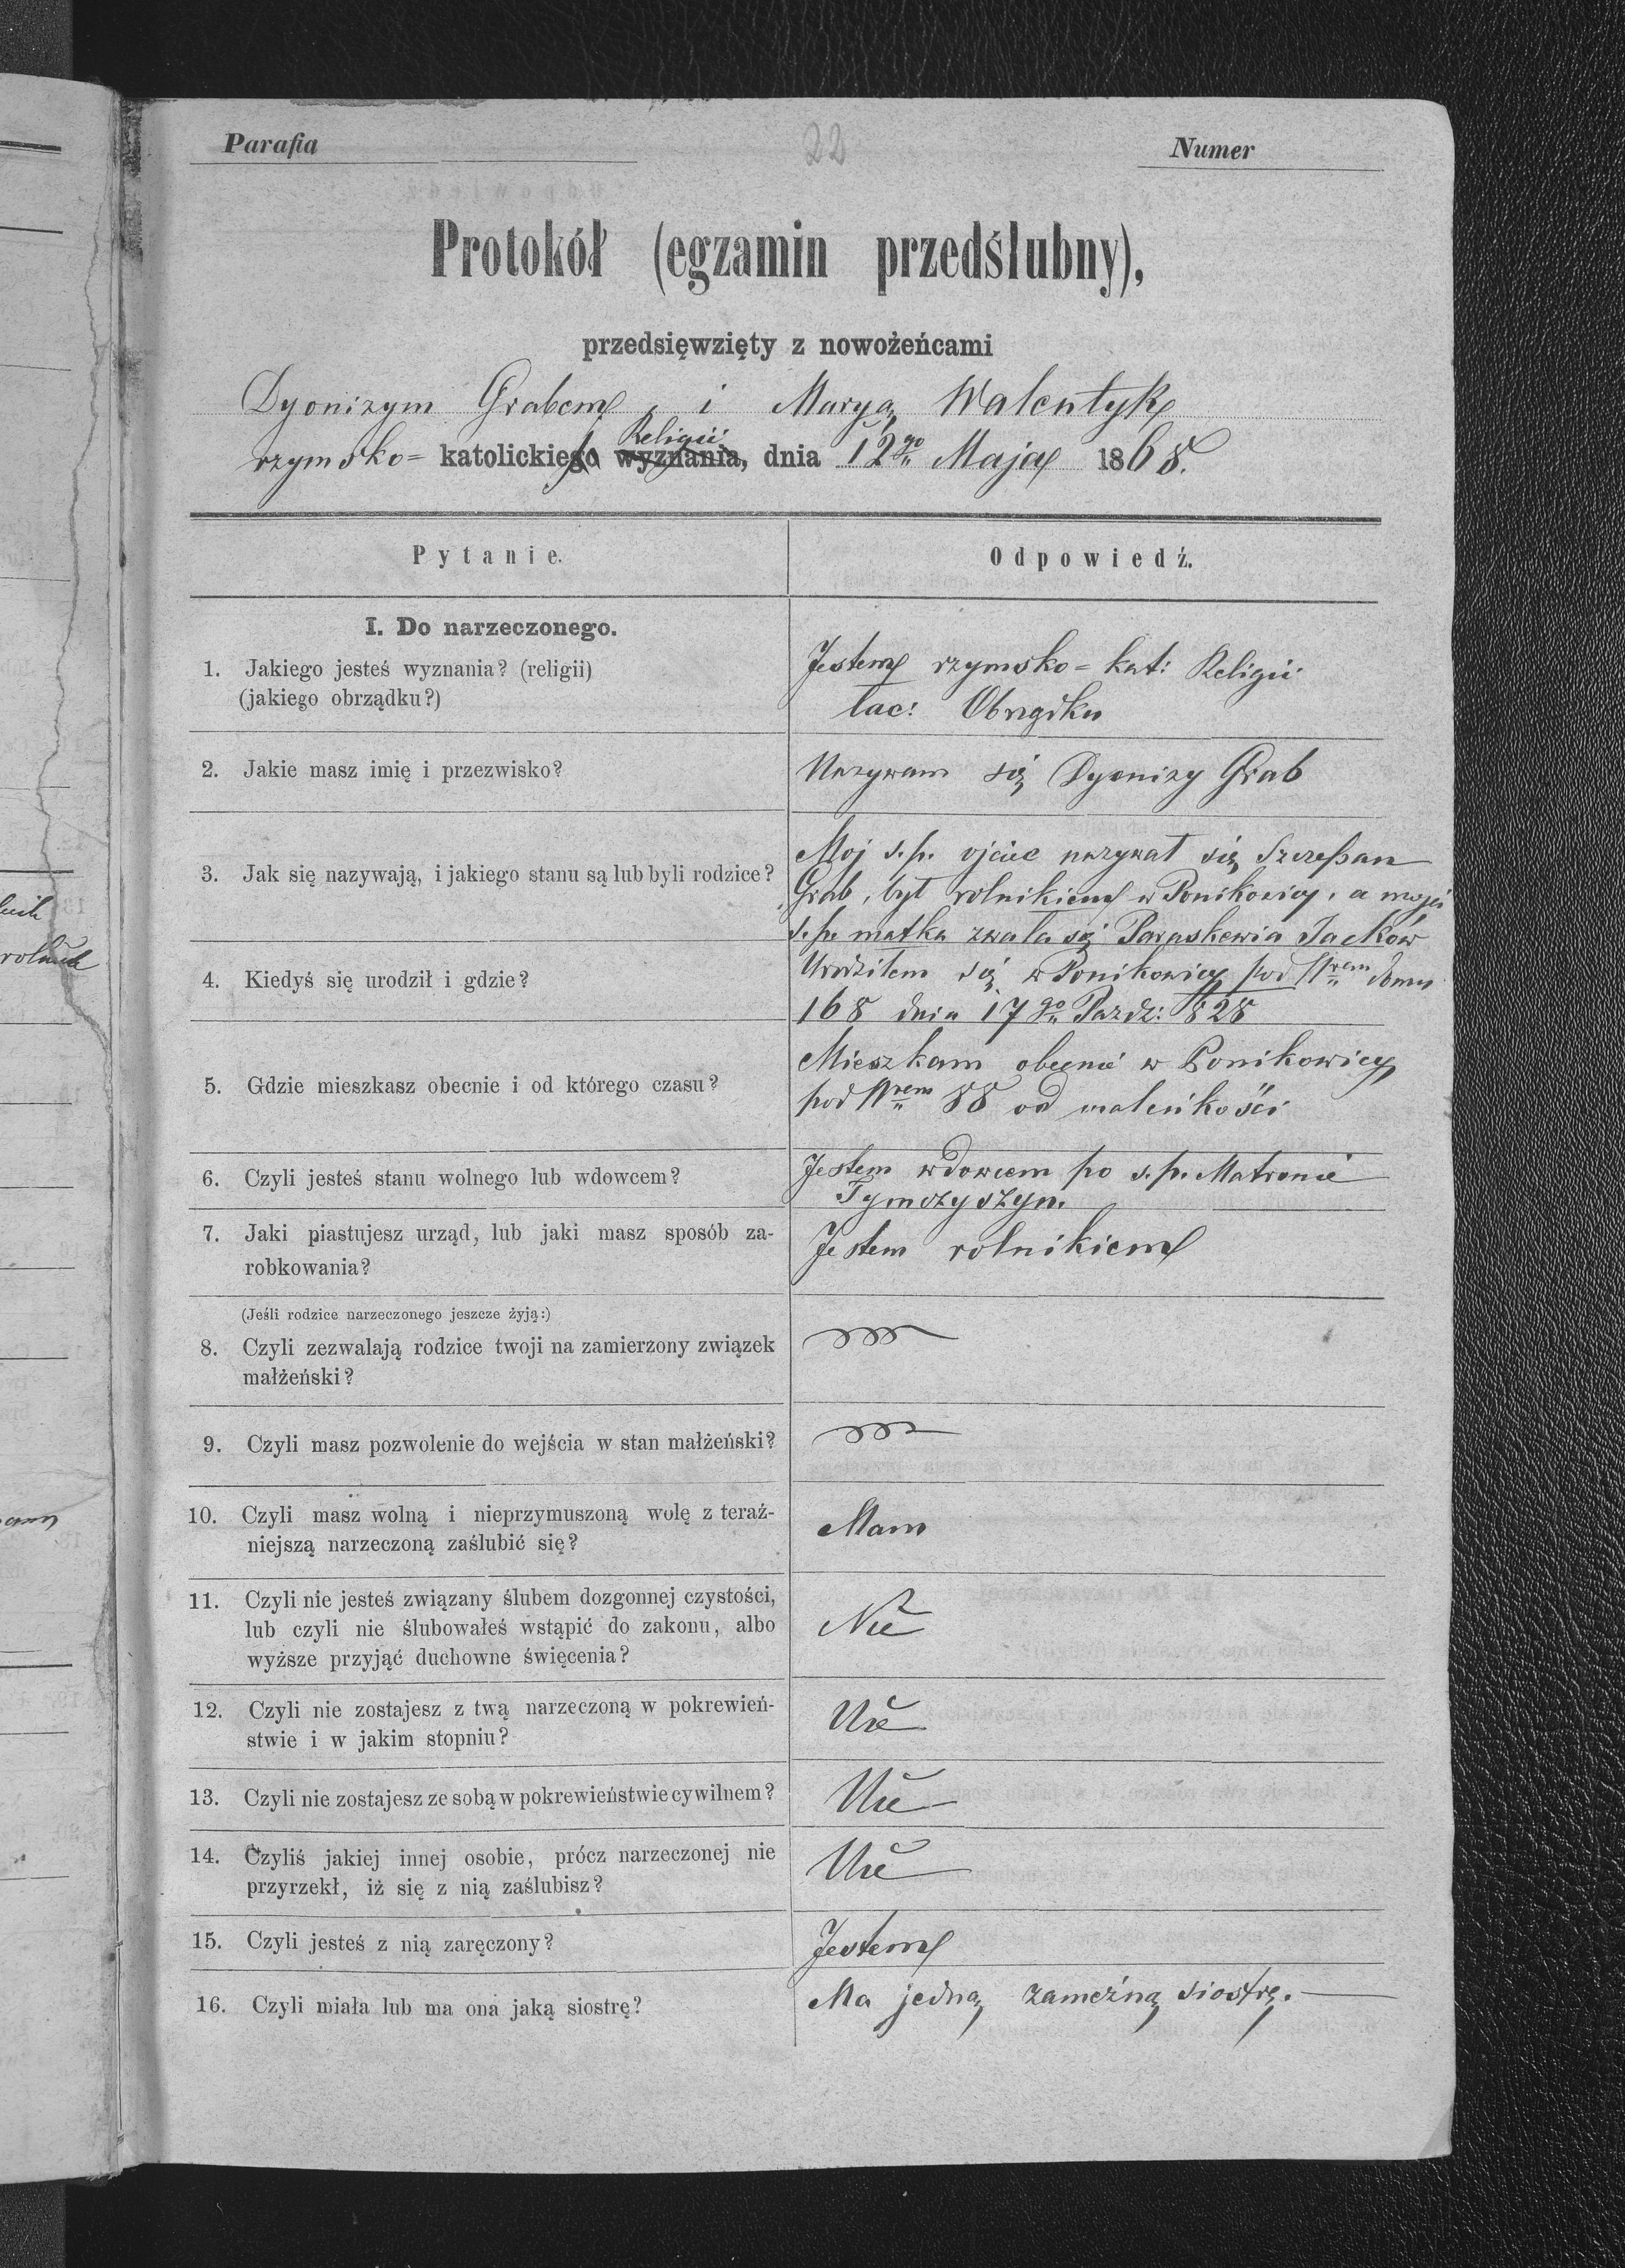 Parafia
22
Numer
Protokół (egzamin przedślubny),
przedsięwzięty z nowożeńcami
Dyonizym Grabem, i Maryą Walentyk
rzymsko= katolickiego wyznania, Religii dnia 12go Maja 1868.
Pytanie.
Odpowiedź.
I. Do narzeczonego.
1. Jakiego jesteś wyznania? (religii)
(jakiego obrządku?)
Jestem rzymsko=kat: Religii
łac: Obrządku
2. Jakie masz imię i przezwisko?
Nazywam się Dyonizy Grab
3. Jak się nazywają, i jakiego stanu są lub byli rodzice?
Moj s.p. ojciec nazywał się Szczepan
Grab, był rolnikiem w Ponikowicy, a moja
s.p. matka zwała się Paraskewia Jacków
4. Kiedyś się urodził i gdzie?
Urodziłem się w Ponikowicy pod Nrem domu
168 dnia 17go Pazdz: 828
5. Gdzie mieszkasz obecnie i od którego czasu?
Mieszkam obecnie w Ponikowicy
pod Nrem 88 od maleńkości
6. Czyli jesteś stanu wolnego lub wdowcem?
Jestem wdowcem po s.p. Matronie
Tymczyszyn.
7. Jaki piastujesz urząd, lub jaki masz sposób za-
robkowania?
Jestem rolnikiem
(Jeśli rodzice narzeczonego jeszcze żyją:)
8. Czyli zezwalają rodzice twoji na zamierzony związek
małżeński?
9. Czyli masz pozwolenie do wejścia w stan małżeński?
10. Czyli masz wolną i nieprzymuszoną wolę z teraź-
niejszą narzeczoną zaślubić się?
Mam
11. Czyli nie jesteś związany ślubem dozgonnej czystości,
lub czyli nie ślubowałeś wstąpić do zakonu, albo
wyższe przyjąć duchowne święcenia?
Nie
12. Czyli nie zostajesz z twą narzeczoną w pokrewień-
stwie i w jakim stopniu?
Nie
13. Czyli nie zostajesz ze sobą w pokrewieństwie cywilnem?
Nie
14. Czyliś jakiej innej osobie, prócz narzeczonej nie
przyrzekł, iż się z nią zaślubisz?
Nie
15. Czyli jesteś z nią zaręczony?
Jestem
16. Czyli miała lub ma ona jaką siostrę?
Ma jedną zamężną siostrę.